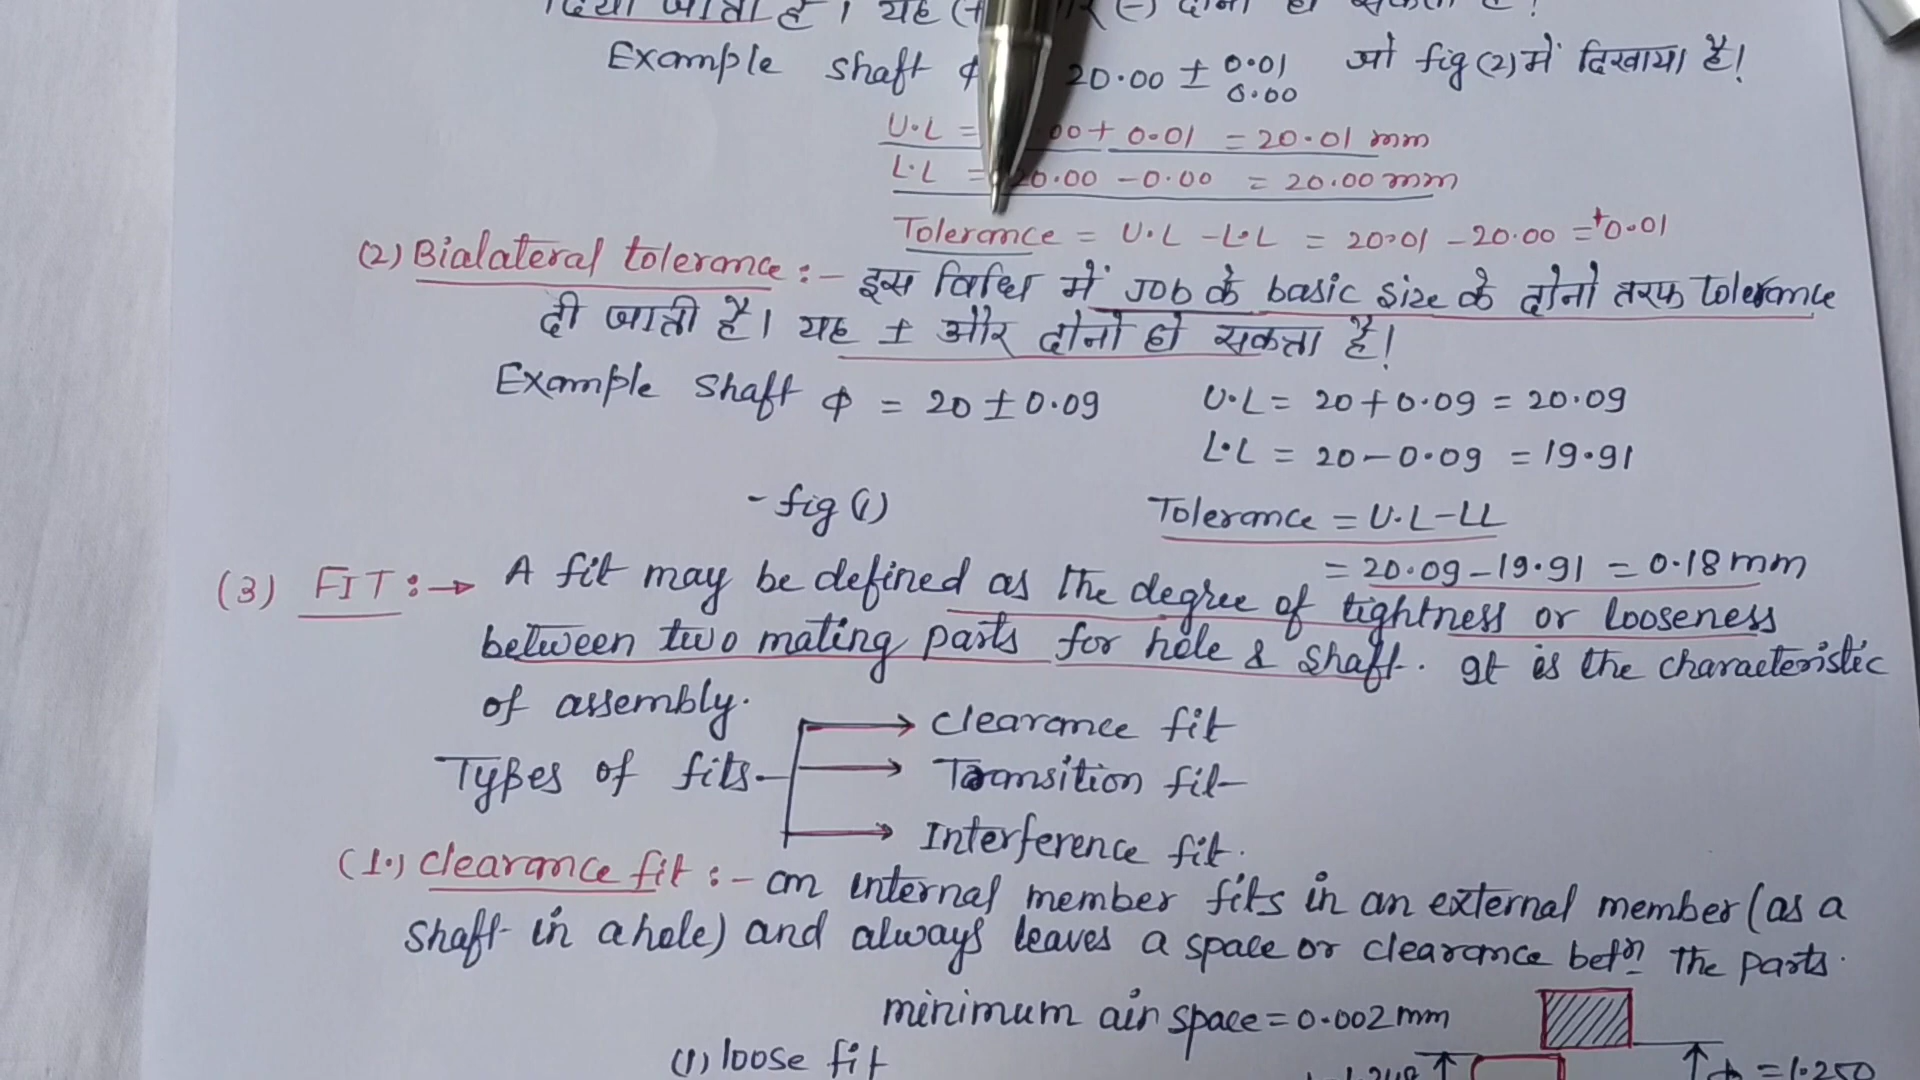 दिया जाता है। यह (+ और (-) दोनों हो सकता है!
Example shaft ϕ 20.00 ± 0.01 0.00 जो fig (2) में दिखाया है!
U.L = 00 + 0.01 = 20.01 mm
L.L = 20.00 - 0.00 = 20.00 mm
Tolerance = U.L - L.L = 20.01 - 20.00 = +0.01
(2) Bialateral tolerance :- इस विधि में Job के basic size के दोनो तरफ Tolerance
दी जाती है। यह ± और दोनो हो सकता है!
Example shaft ϕ = 20 ± 0.09 U.L = 20 + 0.09 = 20.09
L.L = 20 - 0.09 = 19.91
- fig (1) Tolerance = U.L - LL
= 20.09 - 19.91 = 0.18 mm
(3) FIT :→ A fit may be defined as the degree of tightness or looseness
between two mating parts for hole & shaft. It is the characteristic
of assembly.
Types of fits - → clearance fit
→ Transition fit
→ Interference fit.
(1.) clearance fit :- an internal member fits in an external member (as a
shaft in a hole) and always leaves a space or clearance betn the parts.
minimum air space = 0.002 mm
(1) loose fit
= 1.250